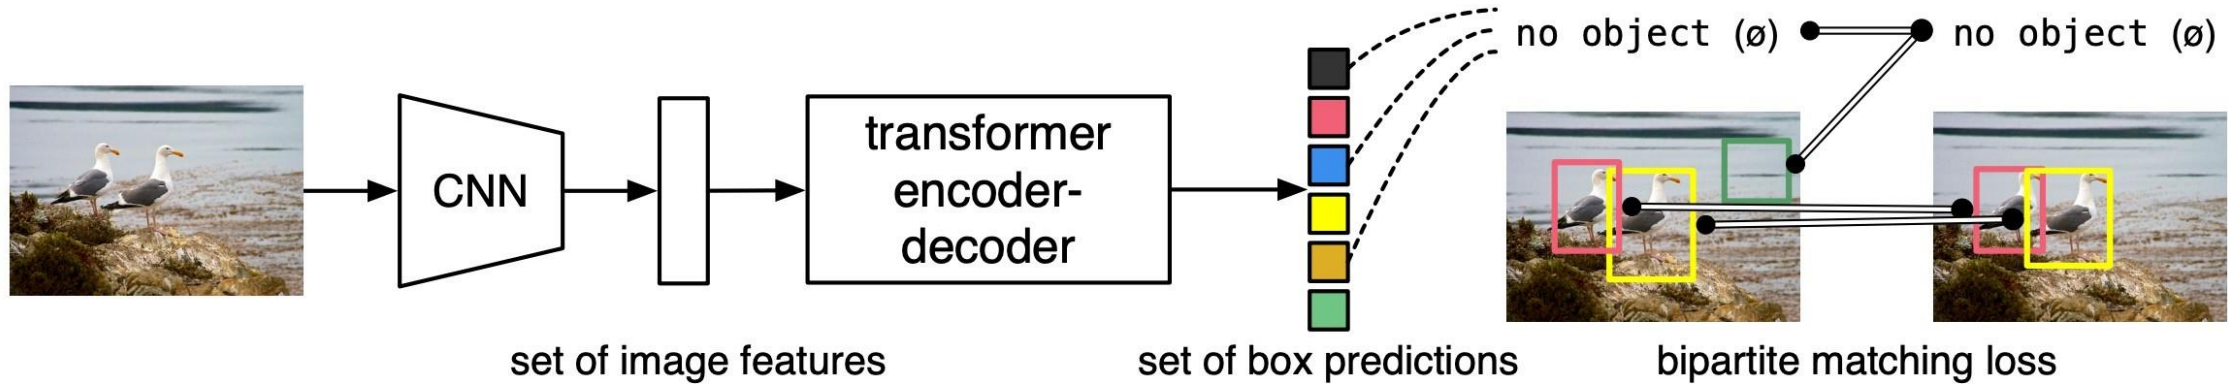 no object (ø)
no object (ø)
CNN
transformer
encoder-
decoder
set of image features
set of box predictions
bipartite matching loss